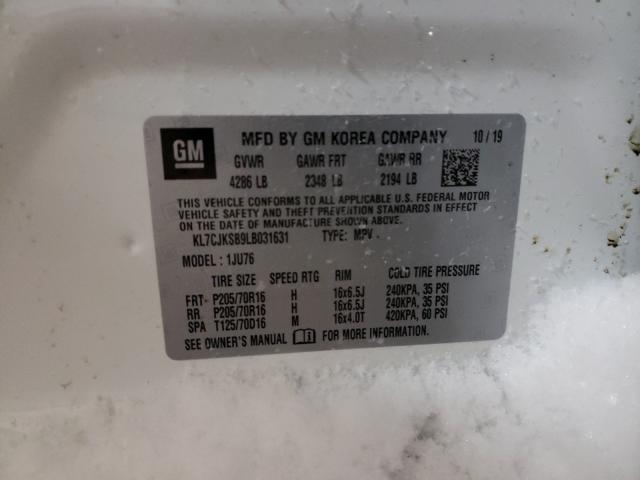 GM MFD BY GM KOREA COMPANY 10/19
GVWR GAWR FRT GAWR RR
4286 LB 2348 LB 2194 LB
THIS VEHICLE CONFORMS TO ALL APPLICABLE U.S. FEDERAL MOTOR
VEHICLE SAFETY AND THEFT PREVENTION STANDARDS IN EFFECT
ON THE DATE OF MANUFACTURE SHOWN ABOVE.
KL7CJKSB9LB031631 TYPE: MPV
MODEL: 1JU76
TIRE SIZE SPEED RTG RIM COLD TIRE PRESSURE
FRT P205/70R16 H 16x6.5J 240KPA, 35 PSI
RR P205/70R16 H 16x6.5J 240KPA, 35 PSI
SPA T125/70D16 M 16x4.0T 420KPA, 60 PSI
SEE OWNER'S MANUAL FOR MORE INFORMATION